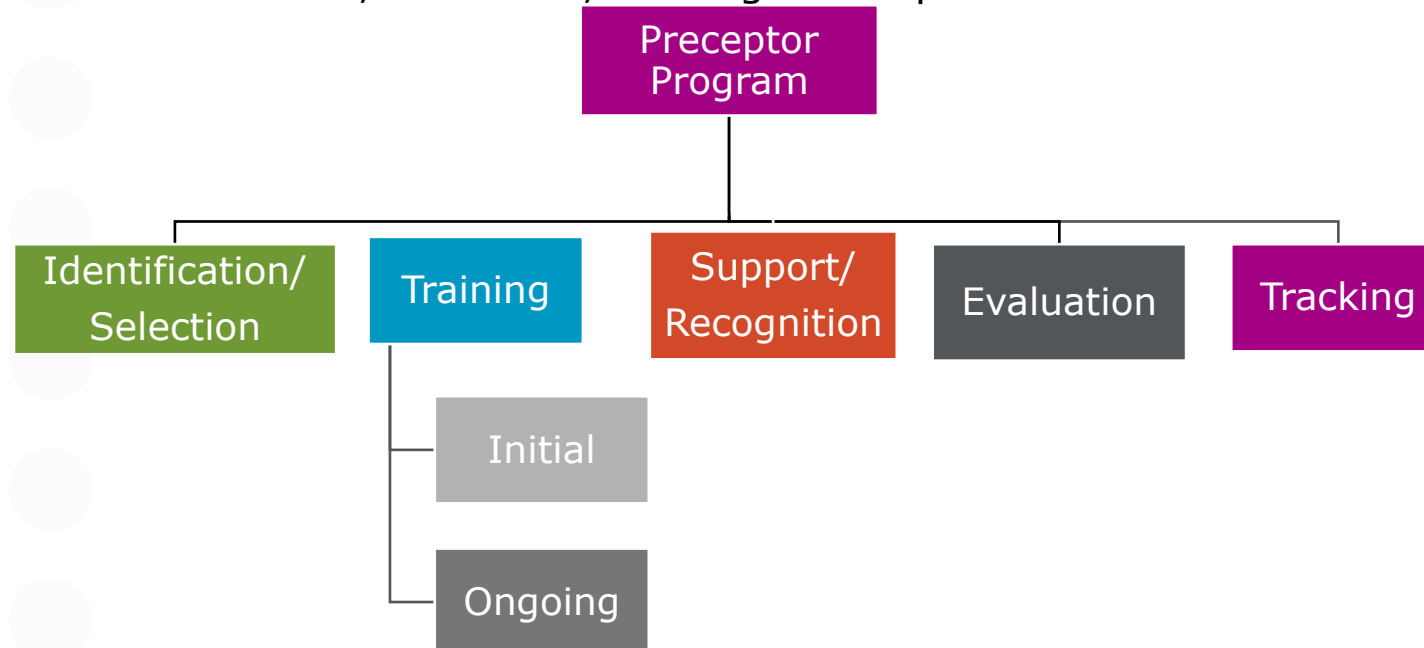 Preceptor
Program
Identification/
Selection
Training
Support/
Recognition
Evaluation
Tracking
Initial
Ongoing